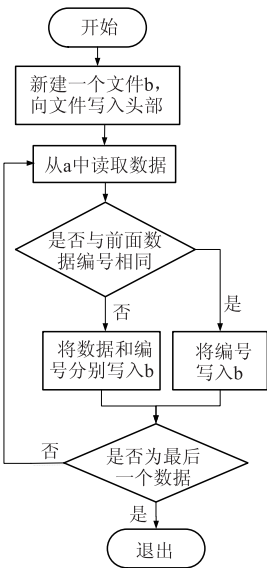 开始
新建一个文件b，
向文件写入头部
从a中读取数据
是否与前面数
据编号相同
否
是
将数据和编
号分别写入b
将编号
写入b
否
是否为最后
一个数据
是
退出